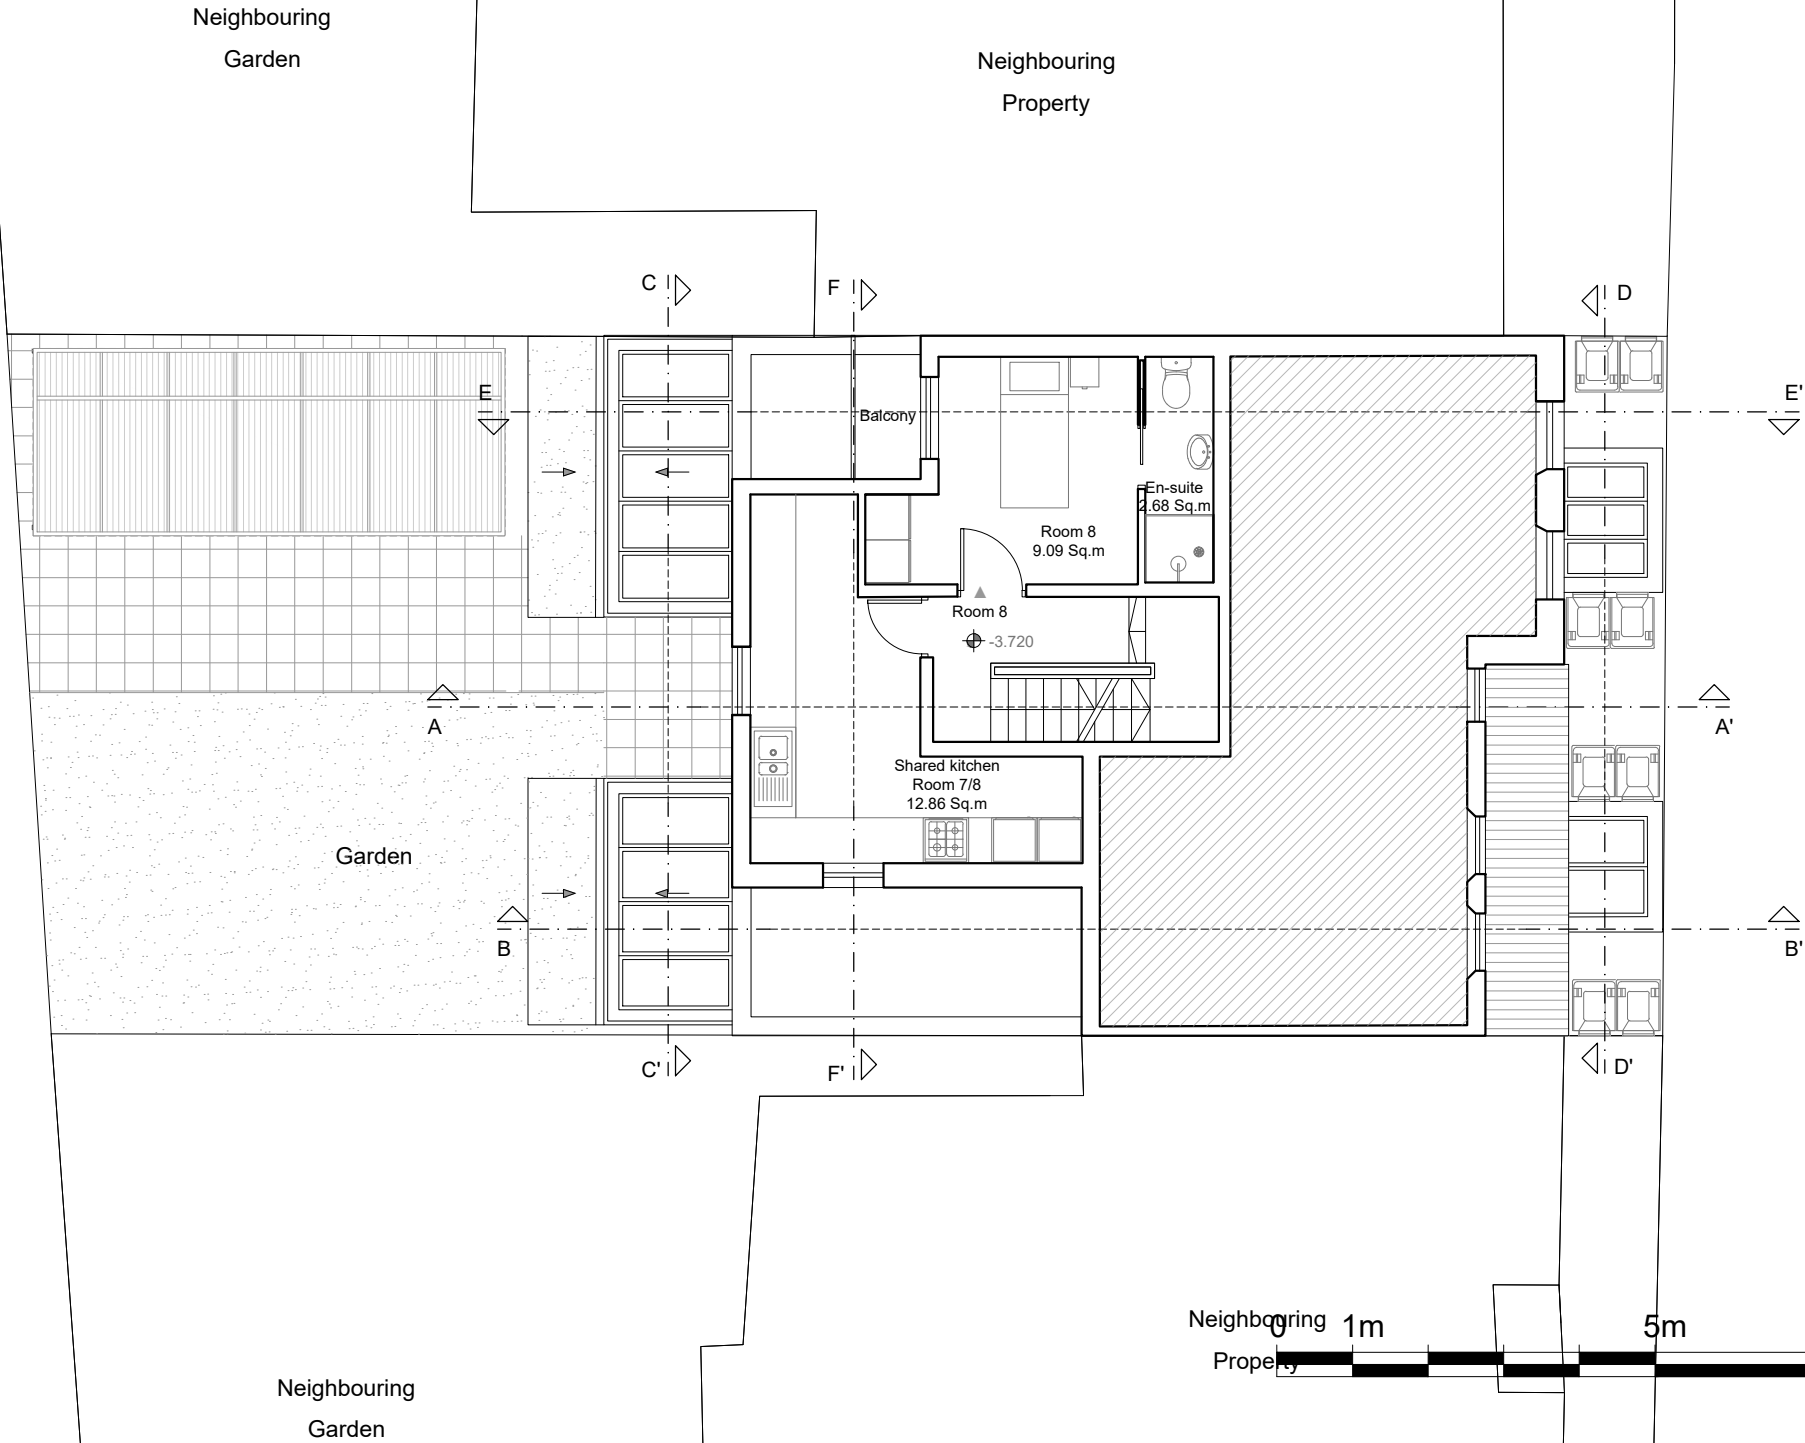 Neighbouring
Garden
Neighbouring
Property
C
F
D
E
E'
Balcony
En-suite
2.68 Sq.m
Room 8
9.09 Sq.m
Room 8
-3.720
A
A'
Shared kitchen
Room 7/8
12.86 Sq.m
Garden
B
B'
C'
F'
D'
Neighbouring
Property
0 1m 5m
Neighbouring
Garden